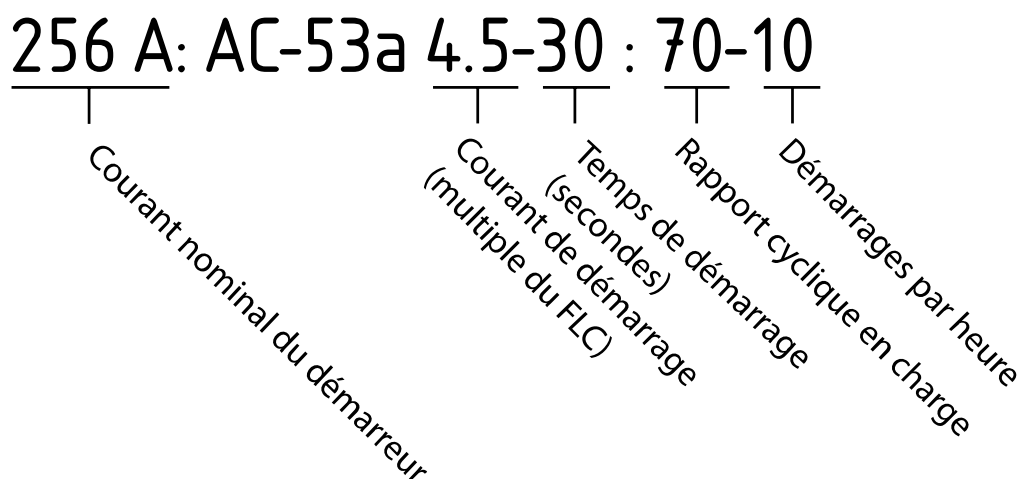 256 A: AC-53a 4.5-30 : 70-10
Courant nominal du démarreur
Courant de démarrage
(multiple du FLC)
Temps de démarrage
(secondes)
Rapport cyclique en charge
Démarrages par heure